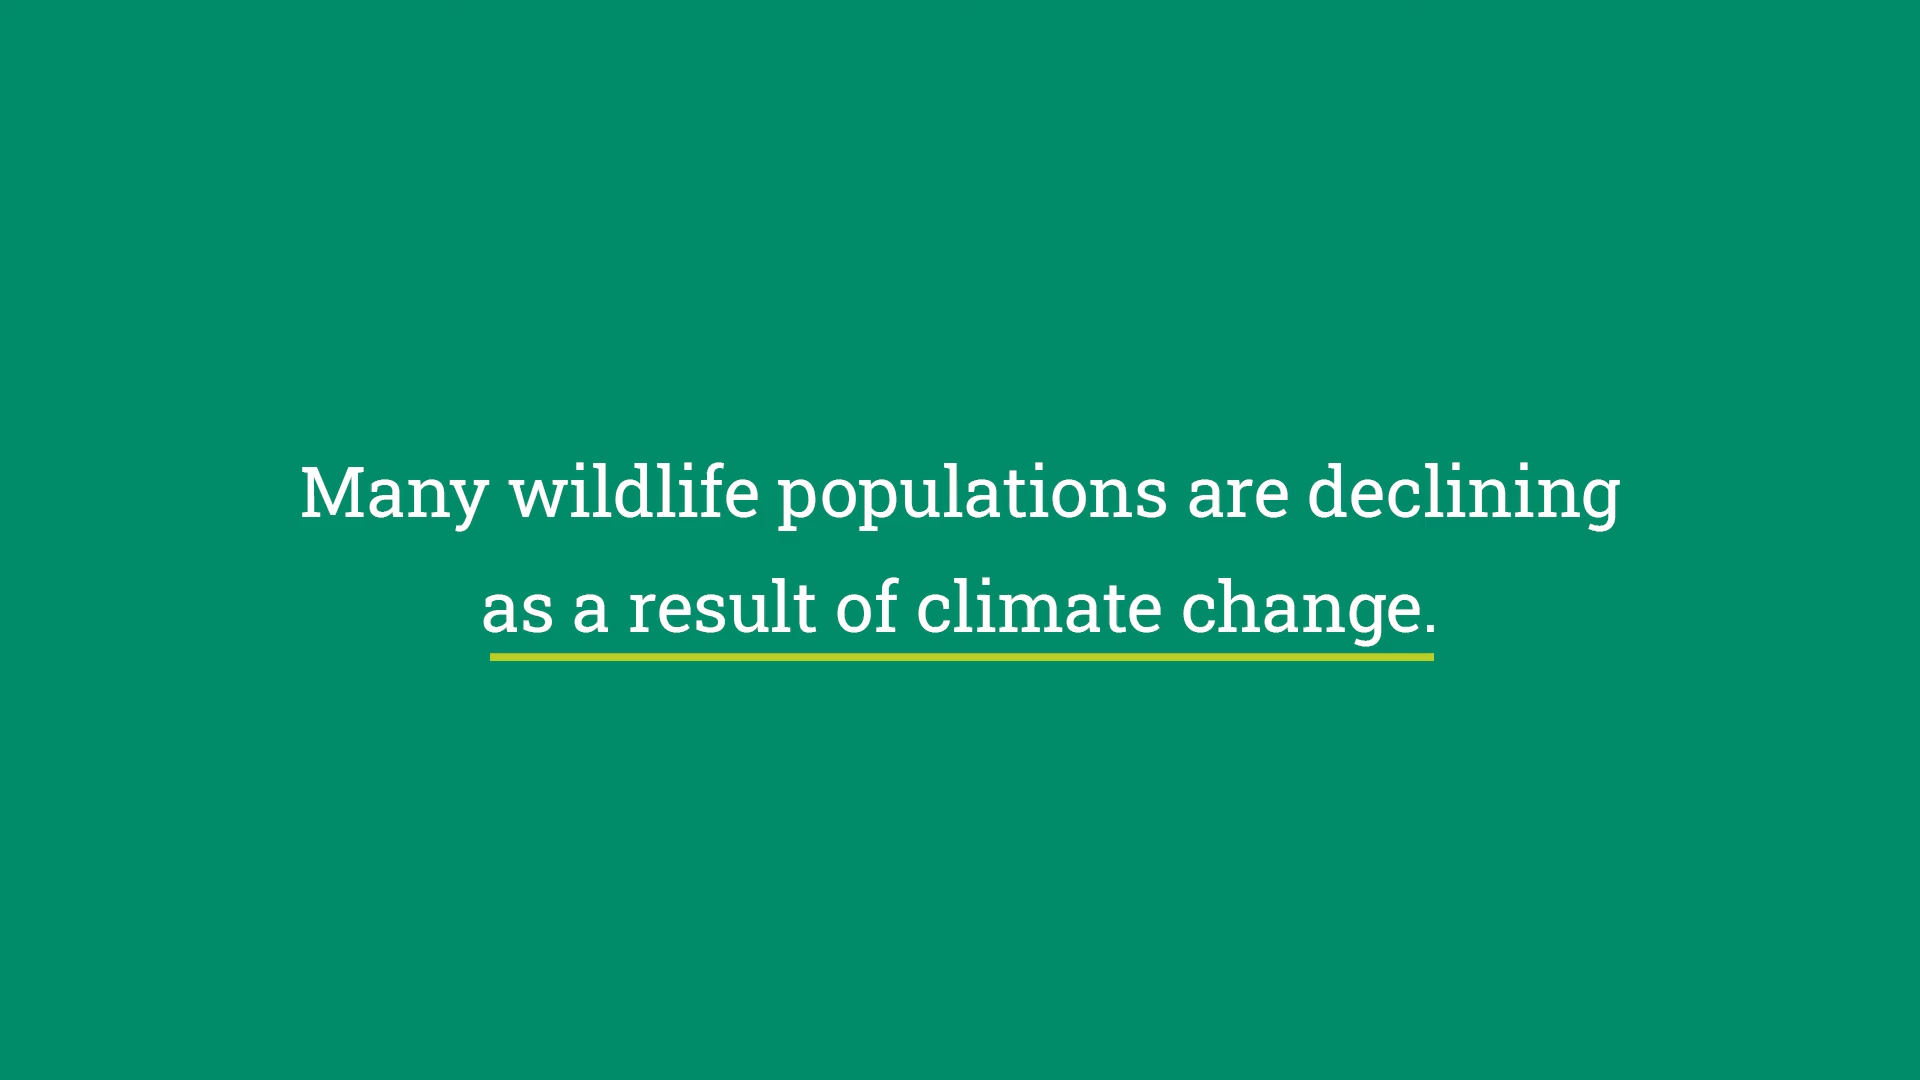 Many wildlife populations are declining
as a result of climate change.